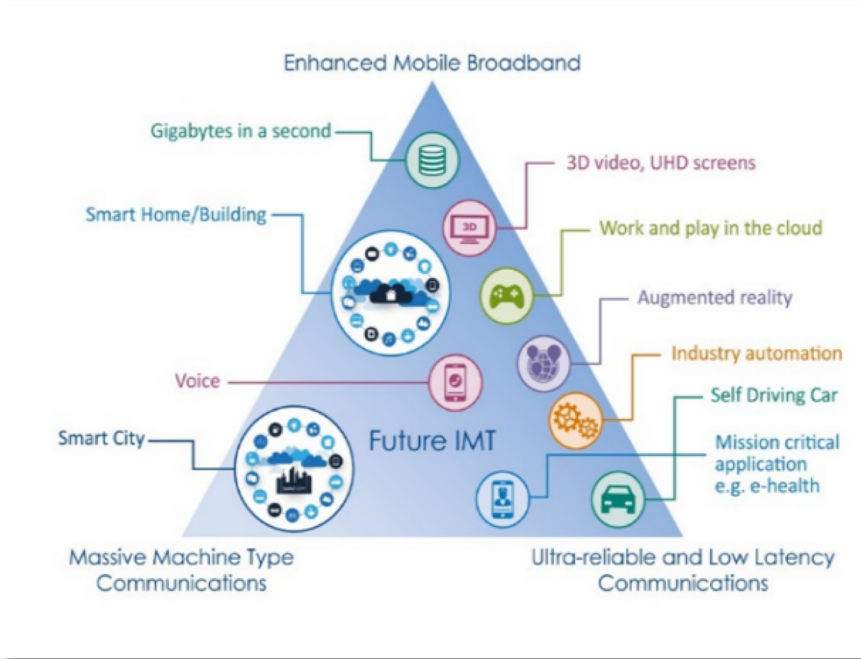 Enhanced Mobile Broadband
Gigabytes in a second
3D video, UHD screens
Smart Home/Building
3D
Work and play in the cloud
Augmented reality
Industry automation
Voice
Self Driving Car
Smart City
Future IMT
Mission critical
application
e.g. e-health
Massive Machine Type
Communications
Ultra-reliable and Low Latency
Communications